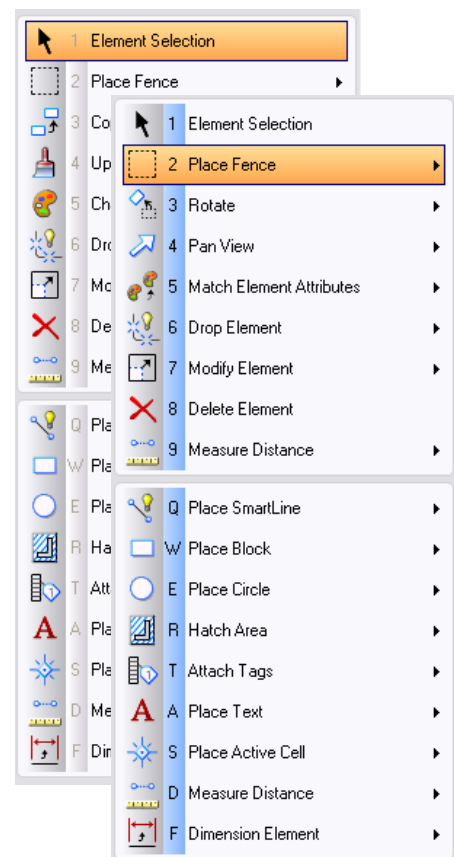 1 Element Selection
2 Place Fence
3 Co
4 Up
5 Ch
6 Dro
7 Mo
8 De
9 Me
Q Pla
W Pla
E Pla
R Ha
T Att
A Pla
S Pla
D Me
F Dir
1 Element Selection
2 Place Fence
3 Rotate
4 Pan View
5 Match Element Attributes
6 Drop Element
7 Modify Element
8 Delete Element
9 Measure Distance
Q Place SmartLine
W Place Block
E Place Circle
R Hatch Area
T Attach Tags
A Place Text
S Place Active Cell
D Measure Distance
F Dimension Element